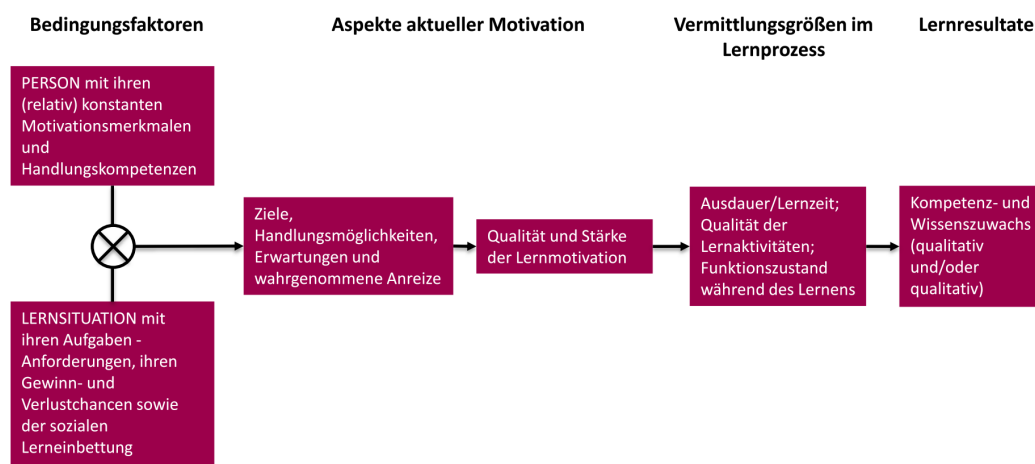 Bedingungsfaktoren
Aspekte aktueller Motivation
Vermittlungsgrößen im
Lernprozess
Lernresultate
PERSON mit ihren
(relativ) konstanten
Motivationsmerkmalen
und
Handlungskompetenzen
LERNSITUATION mit
ihren Aufgaben -
Anforderungen, ihren
Gewinn- und
Verlustchancen sowie
der sozialen
Lerneinbettung
Ziele,
Handlungsmöglichkeiten,
Erwartungen und
wahrgenommene Anreize
Qualität und Stärke
der Lernmotivation
Ausdauer/Lernzeit;
Qualität der
Lernaktivitäten;
Funktionszustand
während des Lernens
Kompetenz- und
Wissenszuwachs
(qualitativ
und/oder
qualitativ)